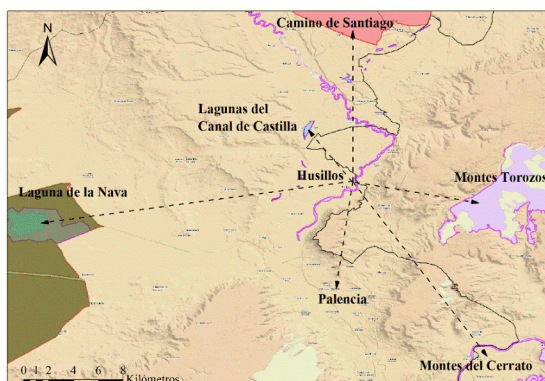 Camino de Santiago
N
Lagunas del
Canal de Castilla
Husillos
Laguna de la Nava
Montes Torozos
Palencia
Montes del Cerrato
0 1 2 4 6 8
Kilómetros